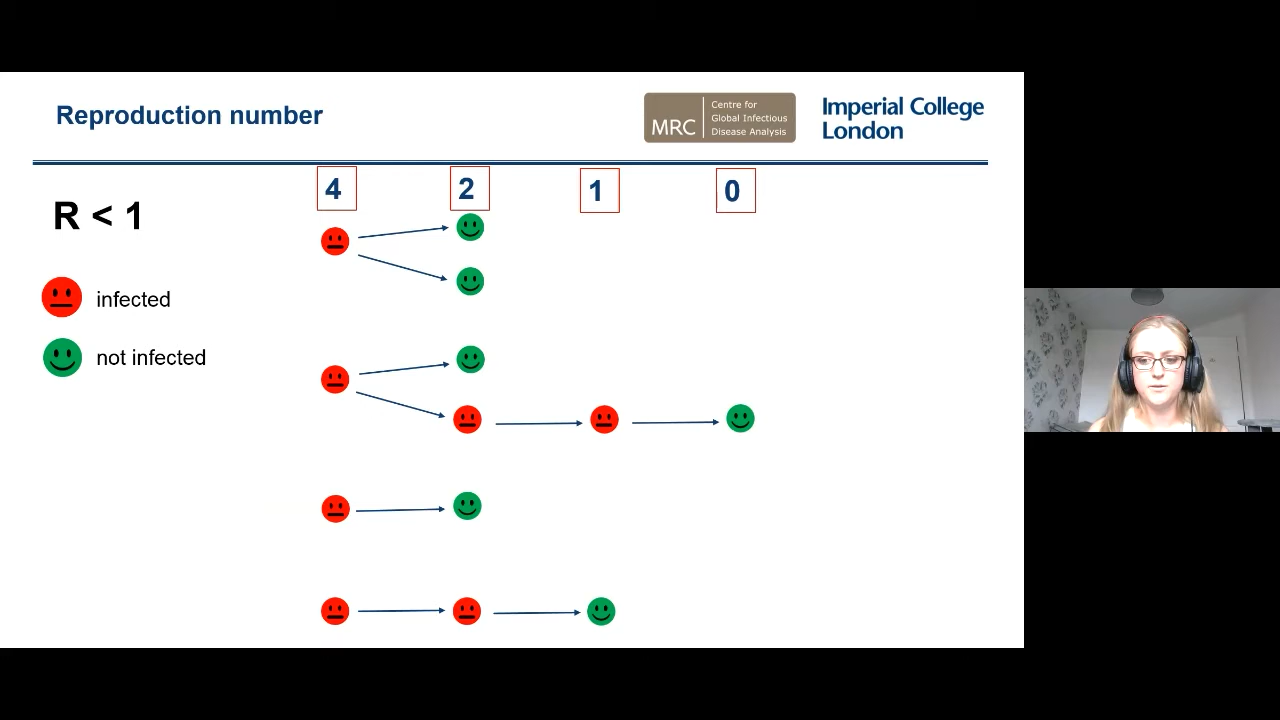 Reproduction number
MRC
Centre for
Global Infectious
Disease Analysis
Imperial College
London
4 2 1 0
R < 1
infected
not infected